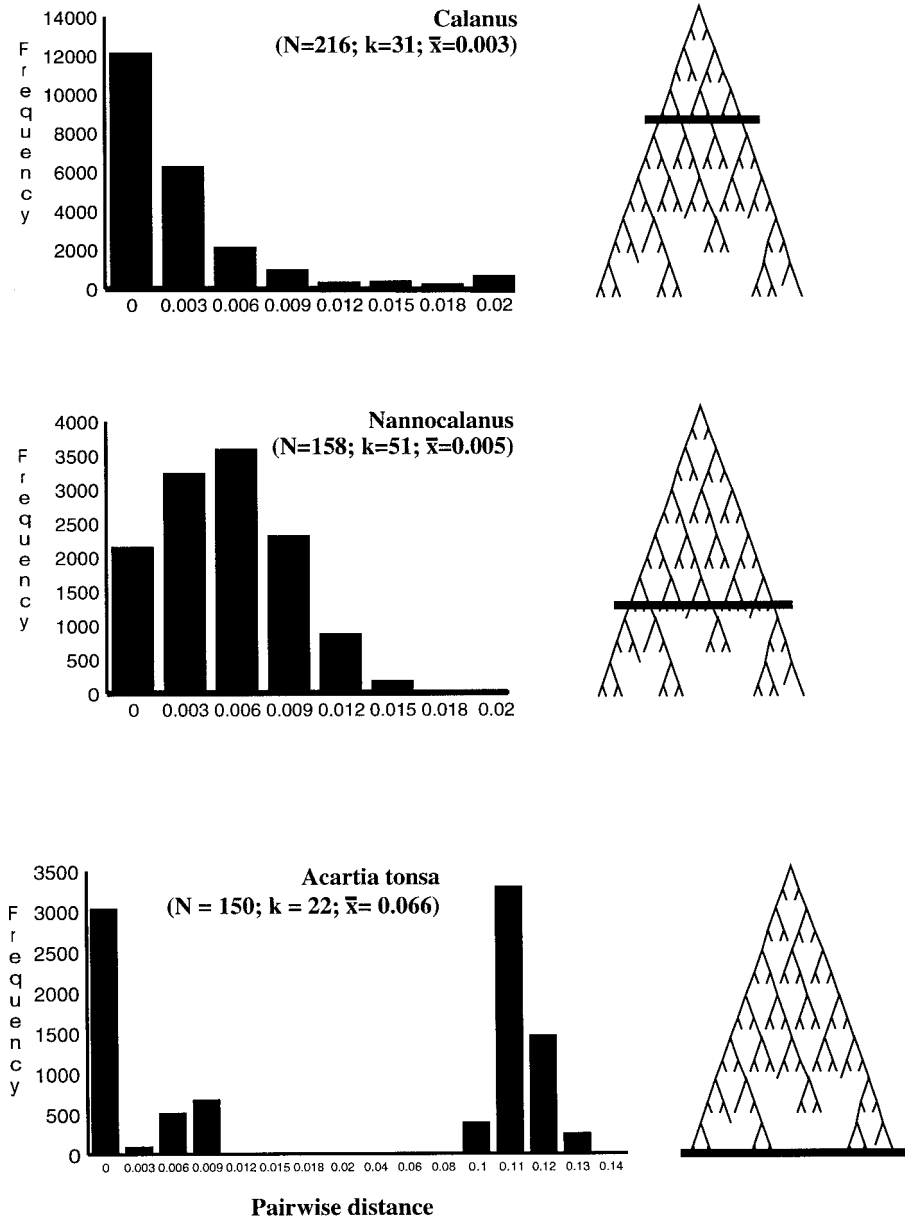 Calanus
(N=216; k=31; x̄=0.003)
Frequency
14000
12000
10000
8000
6000
4000
2000
0
0 0.003 0.006 0.009 0.012 0.015 0.018 0.02
Nannocalanus
(N=158; k=51; x̄=0.005)
Frequency
4000
3500
3000
2500
2000
1500
1000
500
0
0 0.003 0.006 0.009 0.012 0.015 0.018 0.02
Acartia tonsa
(N = 150; k = 22; x̄= 0.066)
Frequency
3500
3000
2500
2000
1500
1000
500
0
0 0.003 0.006 0.009 0.012 0.015 0.018 0.02 0.04 0.06 0.08 0.1 0.11 0.12 0.13 0.14
Pairwise distance